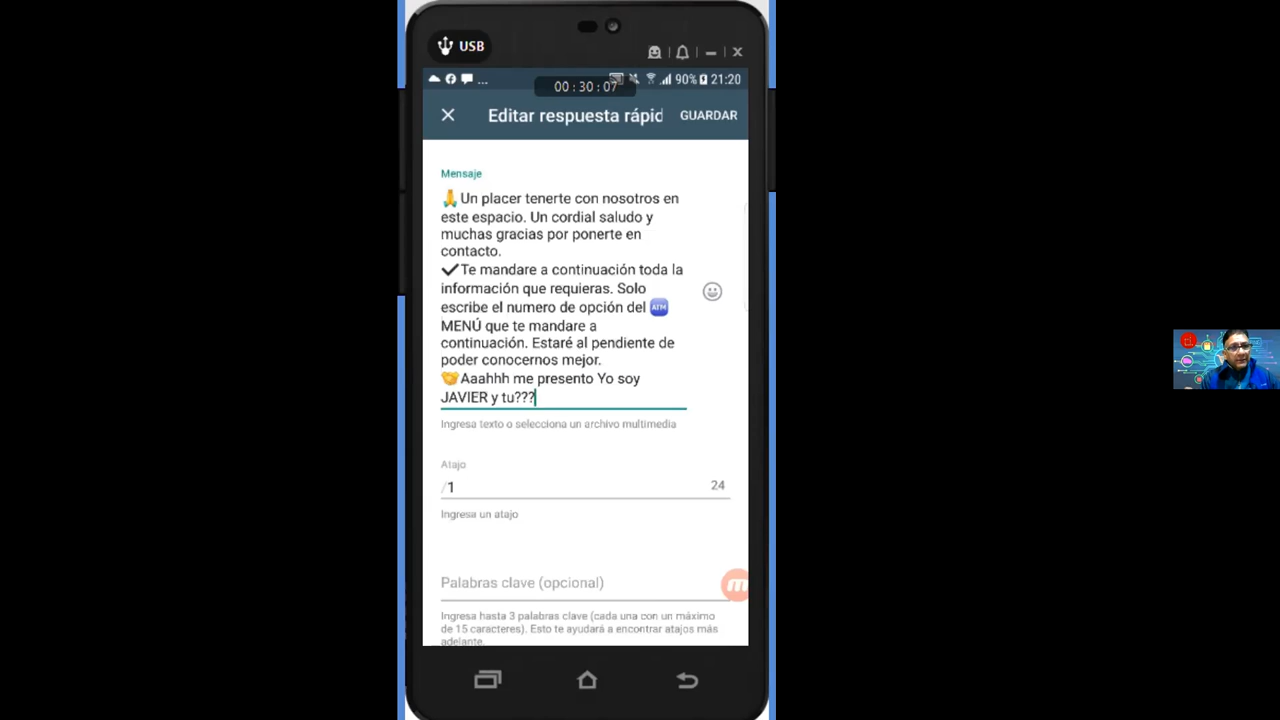 USB
... 90% 21:20
00:30:07
Editar respuesta rápid GUARDAR
Mensaje
🙏Un placer tenerte con nosotros en
este espacio. Un cordial saludo y
muchas gracias por ponerte en
contacto.
✔Te mandare a continuación toda la
información que requieras. Solo
escribe el numero de opción del 🏧
MENÚ que te mandare a
continuación. Estaré al pendiente de
poder conocernos mejor.
🤝Aaahhh me presento Yo soy
JAVIER y tu???
Ingresa texto o selecciona un archivo multimedia
Atajo
/1 24
Ingresa un atajo
Palabras clave (opcional)
Ingresa hasta 3 palabras clave (cada una con un máximo
de 15 caracteres). Esto te ayudará a encontrar atajos más
adelante.